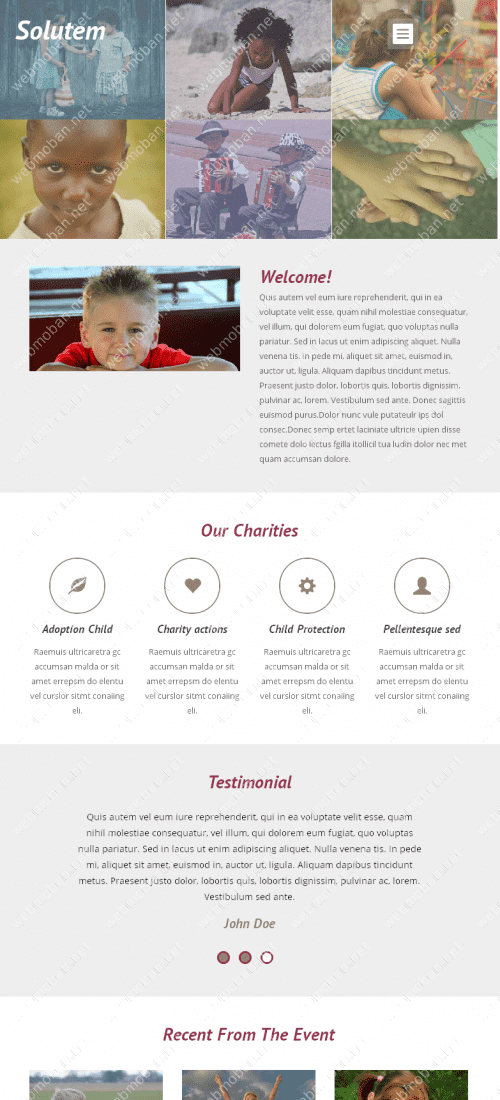 Solutem
Welcome!
Quis autem vel eum iure reprehenderit, qui in ea
voluptate velit esse, quam nihil molestiae consequatur,
vel illum, qui dolorem eum fugiat, quo voluptas nulla
pariatur. Sed in lacus ut enim adipiscing aliquet. Nulla
venena tis. In pede mi, aliquet sit amet, euismod in,
auctor ut, ligula. Aliquam dapibus tincidunt metus.
Praesent justo dolor, lobortis quis, lobortis dignissim,
pulvinar ac, lorem. Vestibulum sed ante. Donec sagittis
euismod purus.Dolor nunc vule putateulr ips dol
consec.Donec semp ertet laciniate ultricie upien disse
comete dolo lectus fgilla itollicil tua ludin dolor nec met
quam accumsan dolore.
Our Charities
Adoption Child
Raemuis ultricaretra gc
accumsan malda or sit
amet errepsm do elentu
vel curslor sitmt conaiing
eli.
Charity actions
Raemuis ultricaretra gc
accumsan malda or sit
amet errepsm do elentu
vel curslor sitmt conaiing
eli.
Child Protection
Raemuis ultricaretra gc
accumsan malda or sit
amet errepsm do elentu
vel curslor sitmt conaiing
eli.
Pellentesque sed
Raemuis ultricaretra gc
accumsan malda or sit
amet errepsm do elentu
vel curslor sitmt conaiing
eli.
Testimonial
Quis autem vel eum iure reprehenderit, qui in ea voluptate velit esse, quam
nihil molestiae consequatur, vel illum, qui dolorem eum fugiat, quo voluptas
nulla pariatur. Sed in lacus ut enim adipiscing aliquet. Nulla venena tis. In pede
mi, aliquet sit amet, euismod in, auctor ut, ligula. Aliquam dapibus tincidunt
metus. Praesent justo dolor, lobortis quis, lobortis dignissim, pulvinar ac, lorem.
Vestibulum sed ante.
John Doe
Recent From The Event
webmoban.net